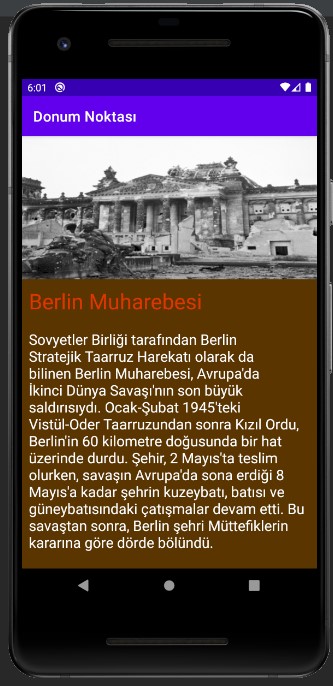 6:01
Donum Noktası
Berlin Muharebesi
Sovyetler Birliği tarafından Berlin
Stratejik Taarruz Harekatı olarak da
bilinen Berlin Muharebesi, Avrupa'da
İkinci Dünya Savaşı'nın son büyük
saldırısıydı. Ocak-Şubat 1945'teki
Vistül-Oder Taarruzundan sonra Kızıl Ordu,
Berlin'in 60 kilometre doğusunda bir hat
üzerinde durdu. Şehir, 2 Mayıs'ta teslim
olurken, savaşın Avrupa'da sona erdiği 8
Mayıs'a kadar şehrin kuzeybatı, batısı ve
güneybatısındaki çatışmalar devam etti. Bu
savaştan sonra, Berlin şehri Müttefiklerin
kararına göre dörde bölündü.